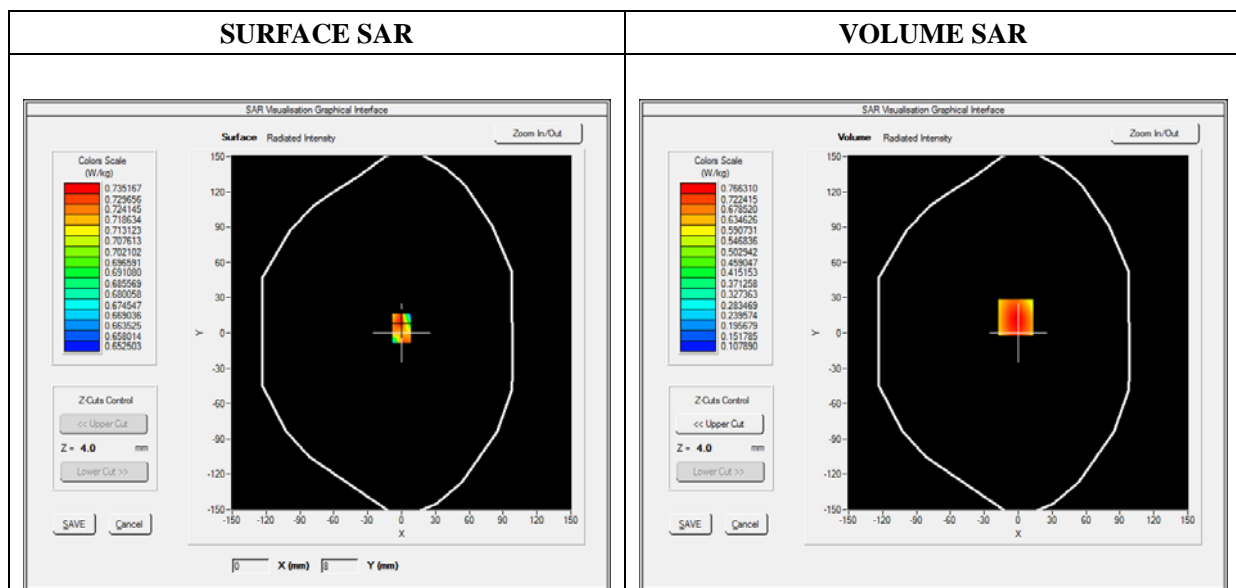 SURFACE SAR
VOLUME SAR
SAR Visualisation Graphical Interface
Surface Radiated Intensity
Zoom In/Out
Colors Scale
(W/kg)
0.735167
0.729656
0.724145
0.718634
0.713123
0.707613
0.702102
0.696591
0.691080
0.685569
0.680058
0.674547
0.669036
0.663525
0.658014
0.652503
Z-Cuts Control
<< Upper Cut
Z = 4.0 mm
Lower Cut >>
SAVE Cancel
150
120
90
60
30
0
-30
-60
-90
-120
-150
Y
-150 -120 -90 -60 -30 0 30 60 90 120 150
X
0 X (mm) 8 Y (mm)
SAR Visualisation Graphical Interface
Volume Radiated Intensity
Zoom In/Out
Colors Scale
(W/kg)
0.766310
0.722415
0.678520
0.634626
0.590731
0.546836
0.502942
0.459047
0.415153
0.371258
0.327363
0.283469
0.239574
0.195679
0.151785
0.107890
Z-Cuts Control
<< Upper Cut
Z = 4.0 mm
Lower Cut >>
SAVE Cancel
150
120
90
60
30
0
-30
-60
-90
-120
-150
Y
-150 -120 -90 -60 -30 0 30 60 90 120 150
X